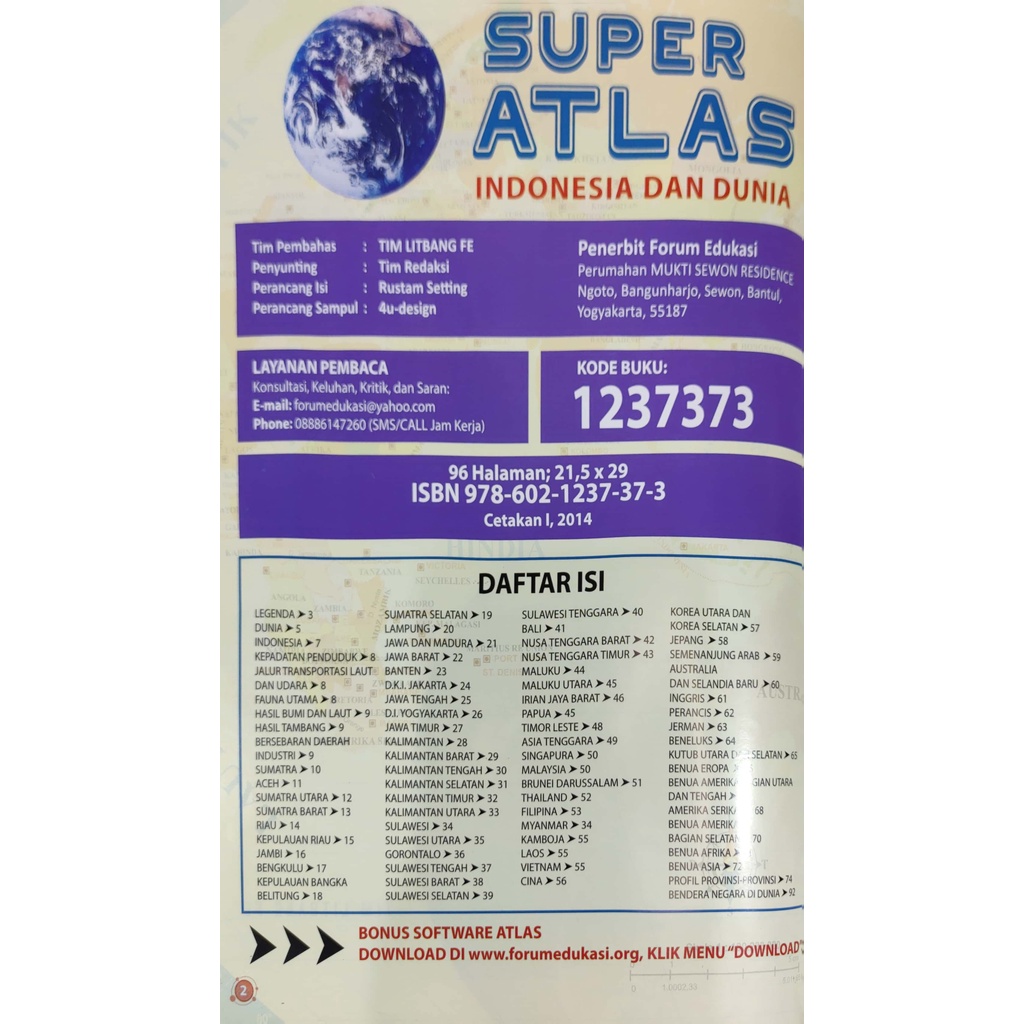 SUPER
ATLAS
INDONESIA DAN DUNIA
Tim Pembahas : TIM LITBANG FE
Penyunting : Tim Redaksi
Perancang Isi : Rustam Setting
Perancang Sampul : 4u-design
Penerbit Forum Edukasi
Perumahan MUKTI SEWON RESIDENCE
Ngoto, Bangunharjo, Sewon, Bantul,
Yogyakarta, 55187
LAYANAN PEMBACA
Konsultasi, Keluhan, Kritik, dan Saran:
E-mail: forumedukasi@yahoo.com
Phone: 08886147260 (SMS/CALL Jam Kerja)
KODE BUKU:
1237373
96 Halaman; 21,5 x 29
ISBN 978-602-1237-37-3
Cetakan I, 2014
DAFTAR ISI
LEGENDA ➤ 3
DUNIA ➤ 5
INDONESIA ➤ 7
KEPADATAN PENDUDUK ➤ 8
JALUR TRANSPORTASI LAUT
DAN UDARA ➤ 8
FAUNA UTAMA ➤ 8
HASIL BUMI DAN LAUT ➤ 9
HASIL TAMBANG ➤ 9
BERSEBARAN DAERAH
INDUSTRI ➤ 9
SUMATRA ➤ 10
ACEH ➤ 11
SUMATRA UTARA ➤ 12
SUMATRA BARAT ➤ 13
RIAU ➤ 14
KEPULAUAN RIAU ➤ 15
JAMBI ➤ 16
BENGKULU ➤ 17
KEPULAUAN BANGKA
BELITUNG ➤ 18
SUMATRA SELATAN ➤ 19
LAMPUNG ➤ 20
JAWA DAN MADURA ➤ 21
JAWA BARAT ➤ 22
BANTEN ➤ 23
D.K.I. JAKARTA ➤ 24
JAWA TENGAH ➤ 25
D.I. YOGYAKARTA ➤ 26
JAWA TIMUR ➤ 27
KALIMANTAN ➤ 28
KALIMANTAN BARAT ➤ 29
KALIMANTAN TENGAH ➤ 30
KALIMANTAN SELATAN ➤ 31
KALIMANTAN TIMUR ➤ 32
KALIMANTAN UTARA ➤ 33
SULAWESI ➤ 34
SULAWESI UTARA ➤ 35
GORONTALO ➤ 36
SULAWESI TENGAH ➤ 37
SULAWESI BARAT ➤ 38
SULAWESI SELATAN ➤ 39
SULAWESI TENGGARA ➤ 40
BALI ➤ 41
NUSA TENGGARA BARAT ➤ 42
NUSA TENGGARA TIMUR ➤ 43
MALUKU ➤ 44
MALUKU UTARA ➤ 45
IRIAN JAYA BARAT ➤ 46
PAPUA ➤ 45
TIMOR LESTE ➤ 48
ASIA TENGGARA ➤ 49
SINGAPURA ➤ 50
MALAYSIA ➤ 50
BRUNEI DARUSSALAM ➤ 51
THAILAND ➤ 52
FILIPINA ➤ 53
MYANMAR ➤ 34
KAMBOJA ➤ 55
LAOS ➤ 55
VIETNAM ➤ 55
CINA ➤ 56
KOREA UTARA DAN
KOREA SELATAN ➤ 57
JEPANG ➤ 58
SEMENANJUNG ARAB ➤ 59
AUSTRALIA
DAN SELANDIA BARU ➤ 60
INGGRIS ➤ 61
PERANCIS ➤ 62
JERMAN ➤ 63
BENELUKS ➤ 64
KUTUB UTARA SELATAN ➤ 65
BENUA EROPA ➤
BENUA UTARA
DAN TENGAH ➤
AMERIKA 68
BENUA
BAGIAN 70
BENUA AFRIKA ➤
BENUA ASIA ➤
PROFIL PROVINSI-PROVINSI ➤ 74
BENDERA NEGARA DI DUNIA ➤ 92
BONUS SOFTWARE ATLAS
DOWNLOAD DI www.forumedukasi.org, KLIK MENU "DOWNLOAD"
2